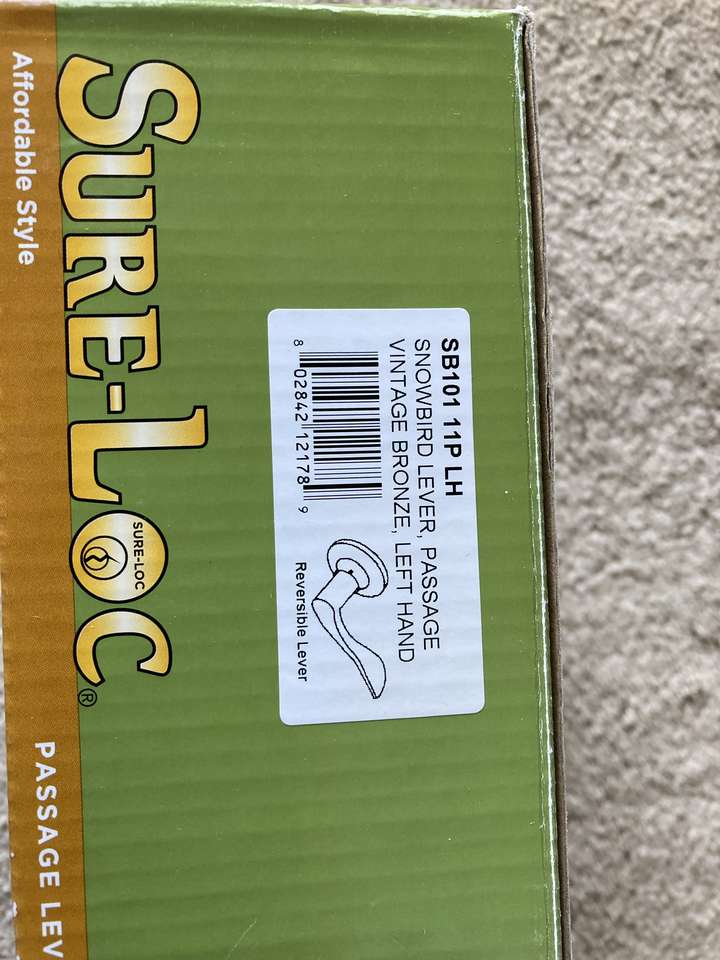 SURE-LOC®
SURE-LOC
Affordable Style
PASSAGE LEV
SB101 11P LH
SNOWBIRD LEVER, PASSAGE
VINTAGE BRONZE, LEFT HAND
8 02842 12178 9
Reversible Lever